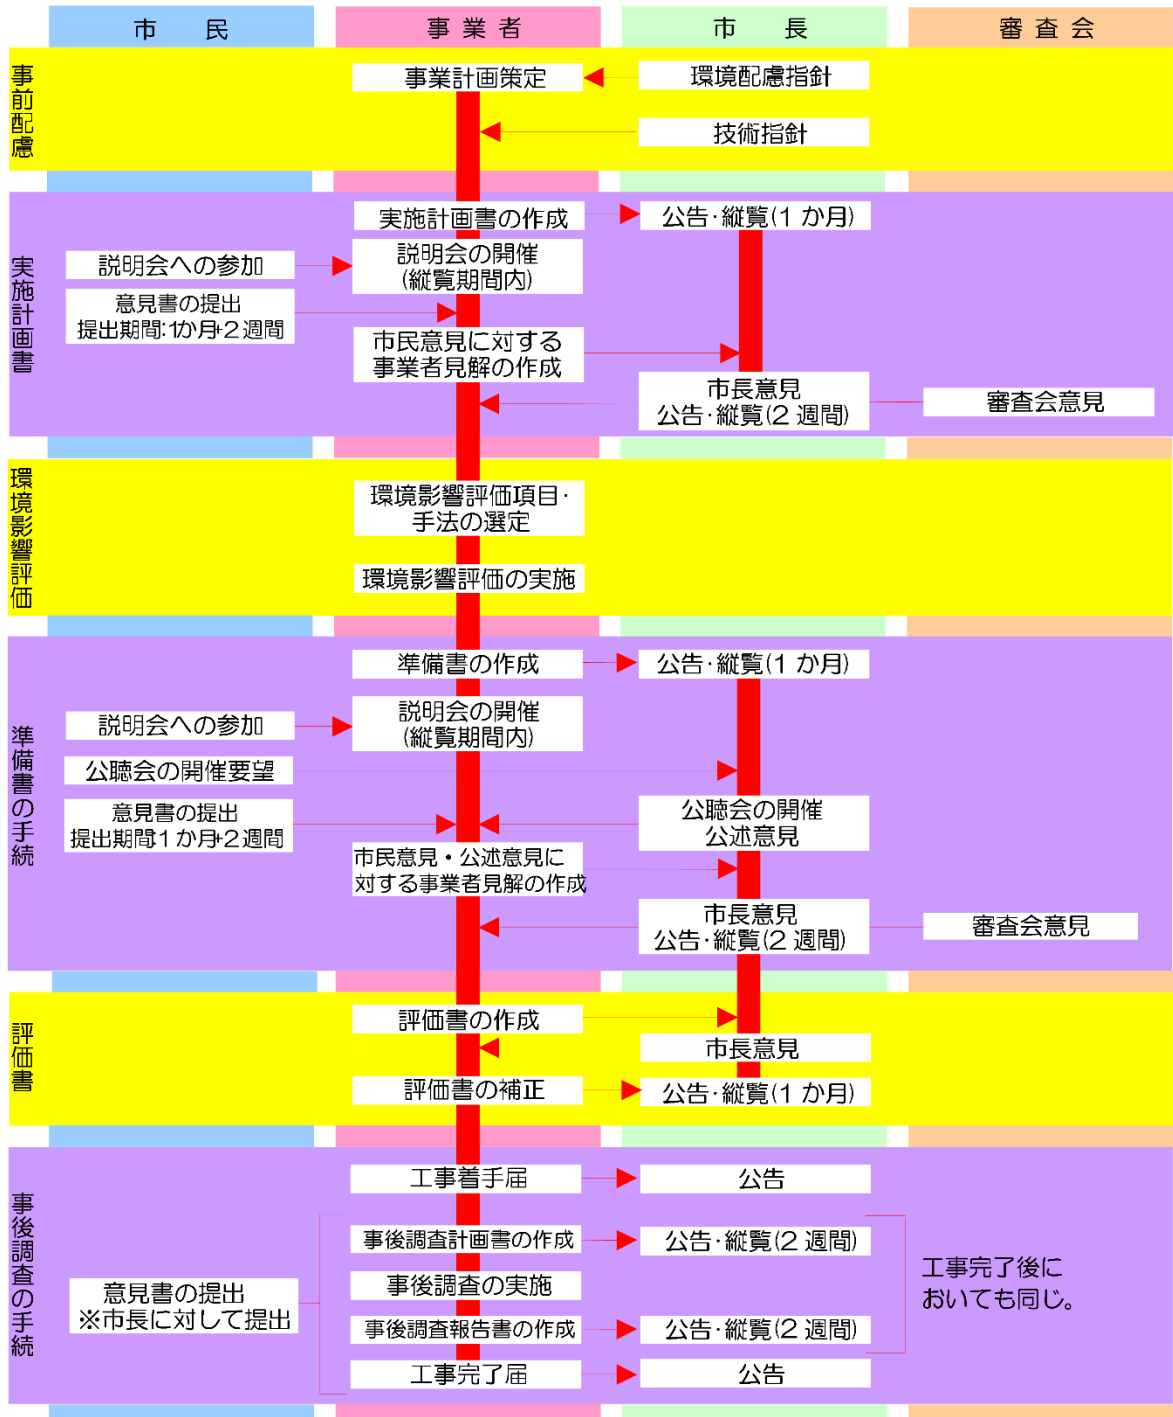 市　民
事 業 者
市　長
審 査 会
事前配慮
事業計画策定
環境配慮指針
技術指針
実施計画書
実施計画書の作成
公告・縦覧(1 か月)
説明会への参加
説明会の開催
(縦覧期間内)
意見書の提出
提出期間:1か月+2 週間
市民意見に対する
事業者見解の作成
市長意見
公告・縦覧(2 週間)
審査会意見
環境影響評価
環境影響評価項目・
手法の選定
環境影響評価の実施
準備書の手続
準備書の作成
公告・縦覧(1 か月)
説明会への参加
説明会の開催
(縦覧期間内)
公聴会の開催要望
意見書の提出
提出期間:1 か月+2 週間
公聴会の開催
公述意見
市民意見・公述意見に
対する事業者見解の作成
市長意見
公告・縦覧(2 週間)
審査会意見
評価書
評価書の作成
市長意見
評価書の補正
公告・縦覧(1 か月)
事後調査の手続
工事着手届
公告
事後調査計画書の作成
公告・縦覧(2 週間)
意見書の提出
※市長に対して提出
事後調査の実施
工事完了後に
おいても同じ。
事後調査報告書の作成
公告・縦覧(2 週間)
工事完了届
公告